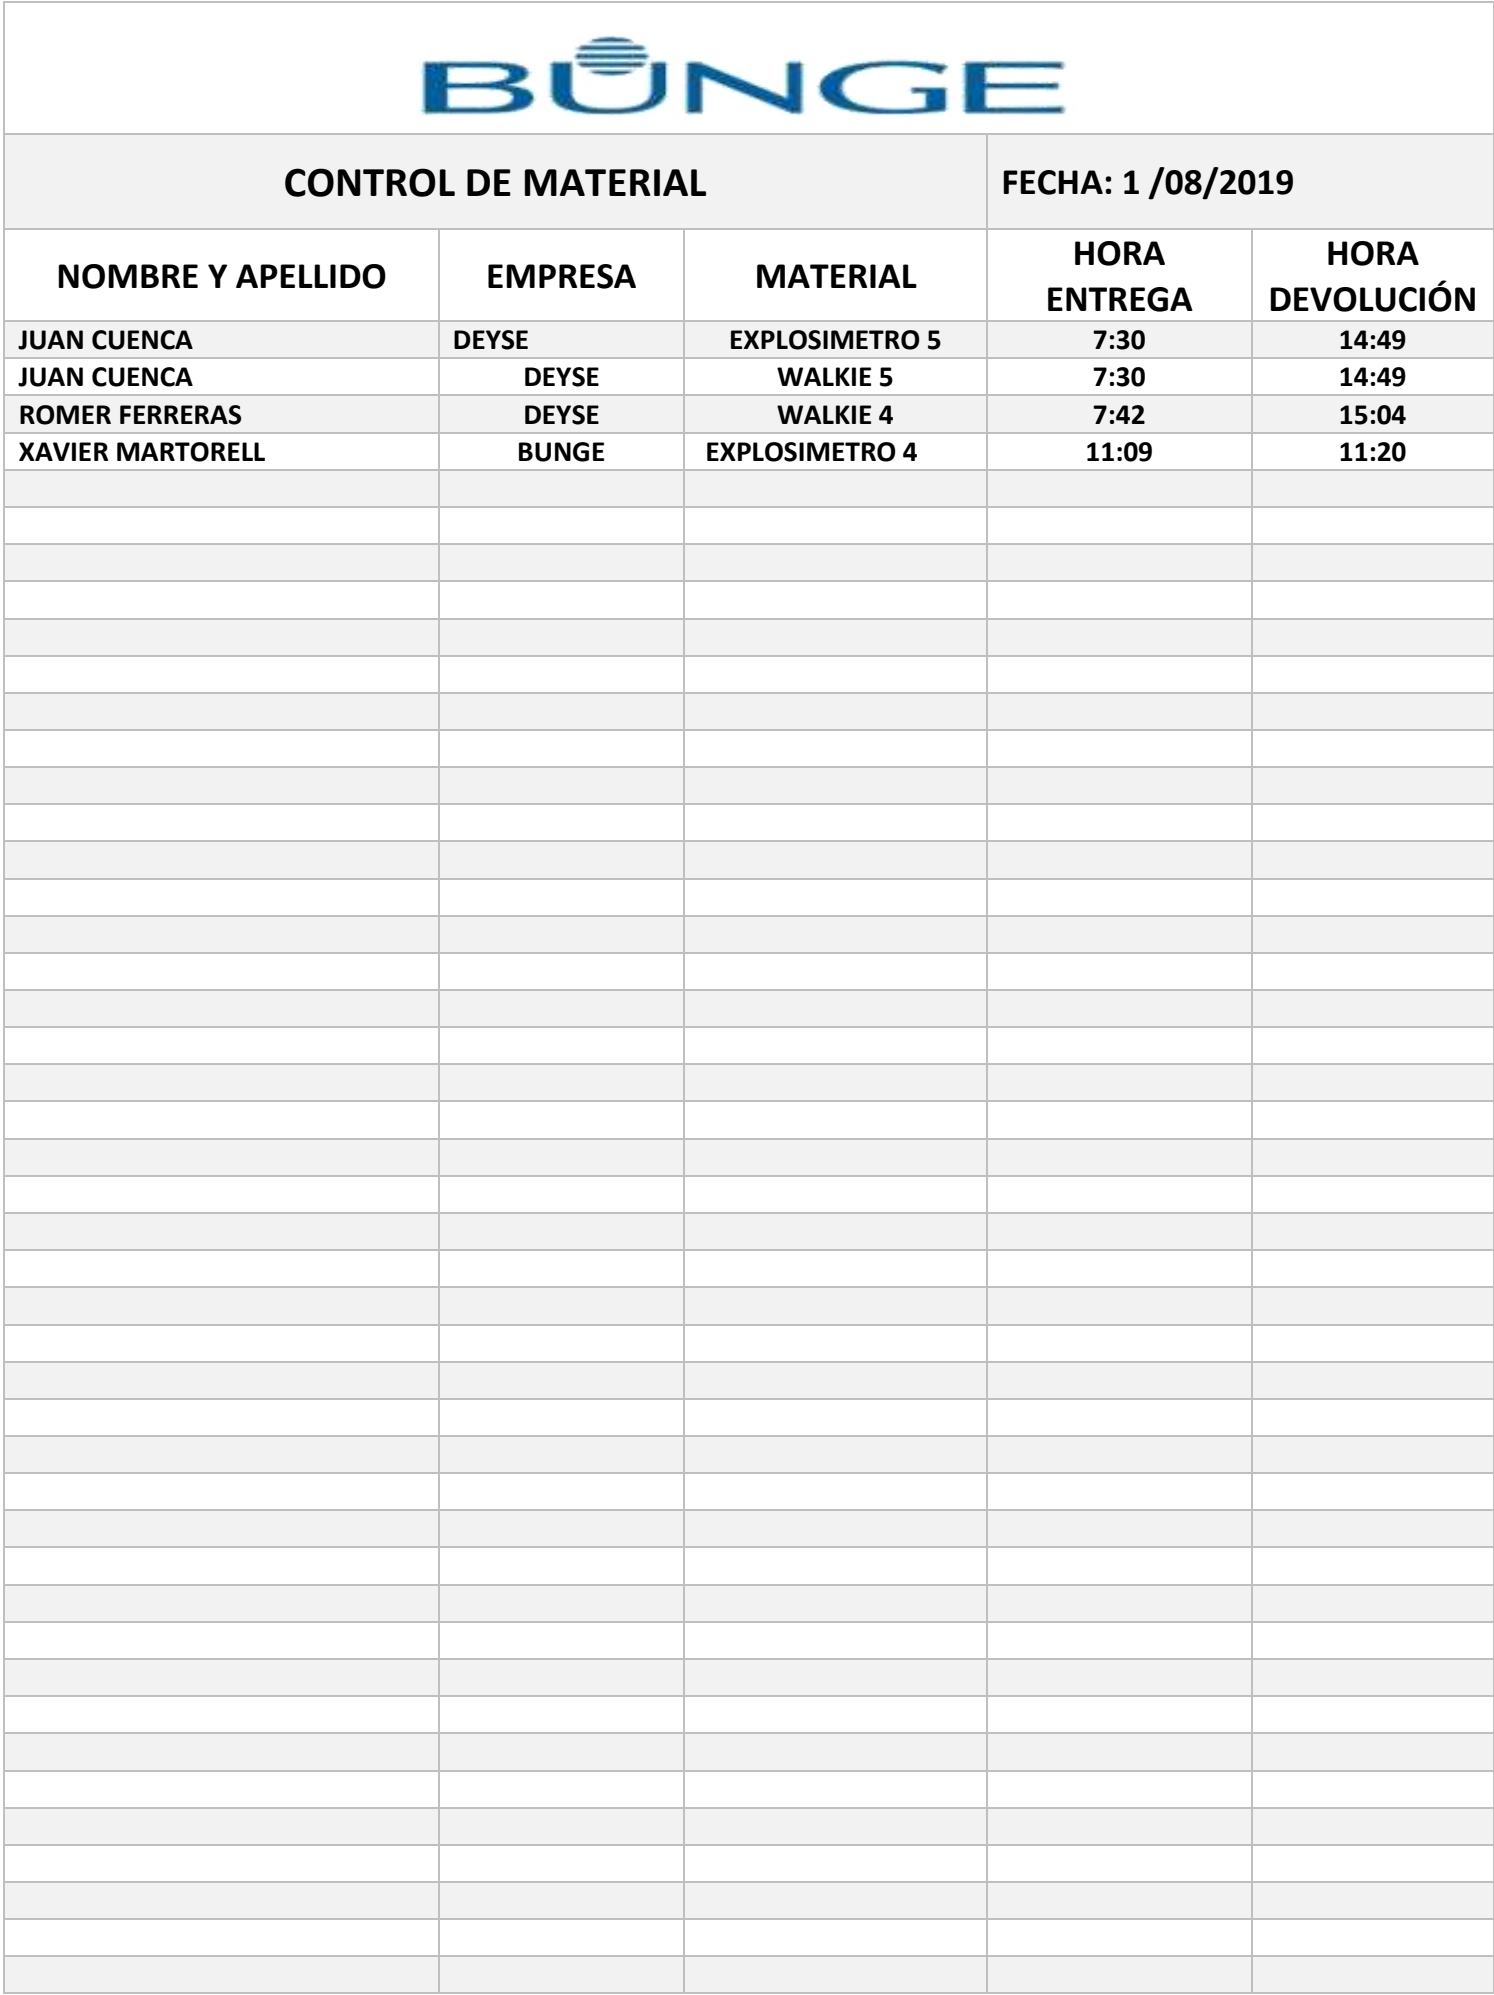 BUNGE
CONTROL DE MATERIAL FECHA: 1 /08/2019
NOMBRE Y APELLIDO EMPRESA MATERIAL HORA ENTREGA HORA DEVOLUCIÓN
JUAN CUENCA DEYSE EXPLOSIMETRO 5 7:30 14:49
JUAN CUENCA DEYSE WALKIE 5 7:30 14:49
ROMER FERRERAS DEYSE WALKIE 4 7:42 15:04
XAVIER MARTORELL BUNGE EXPLOSIMETRO 4 11:09 11:20